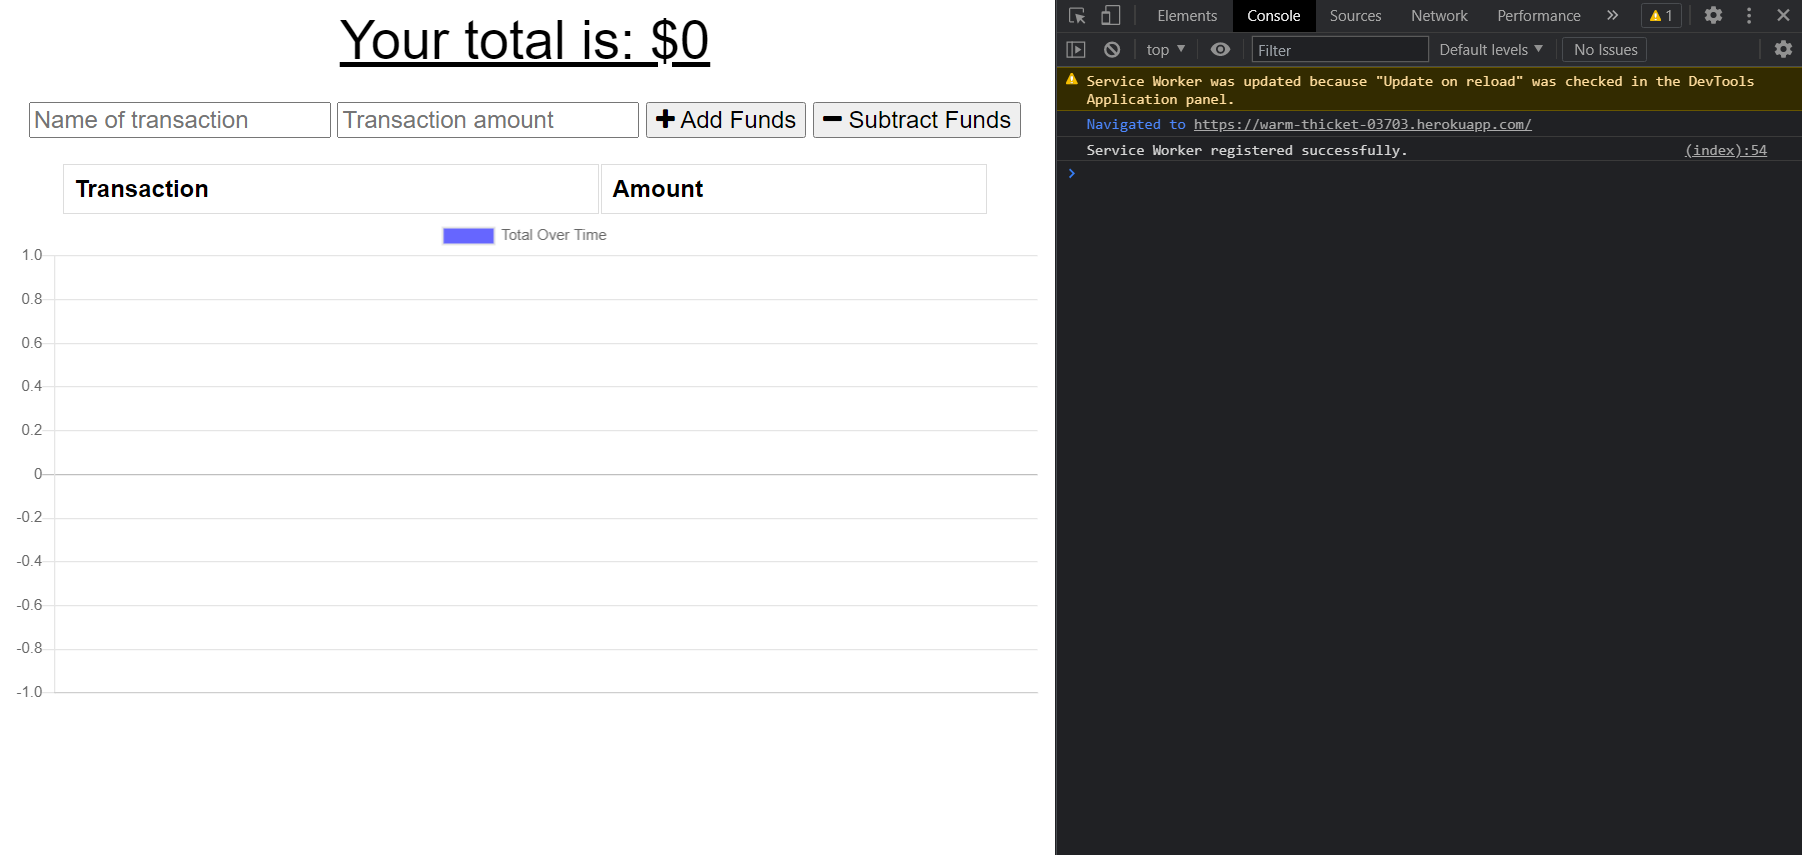 Your total is: $0
Name of transaction
Transaction amount
Add Funds
Subtract Funds
Transaction
Amount
Total Over Time
1.0
0.8
0.6
0.4
0.2
0
-0.2
-0.4
-0.6
-0.8
-1.0
Elements
Console
Sources
Network
Performance
1
top
Filter
Default levels
No Issues
Service Worker was updated because "Update on reload" was checked in the DevTools
Application panel.
Navigated to https://warm-thicket-03703.herokuapp.com/
Service Worker registered successfully.
(index):54